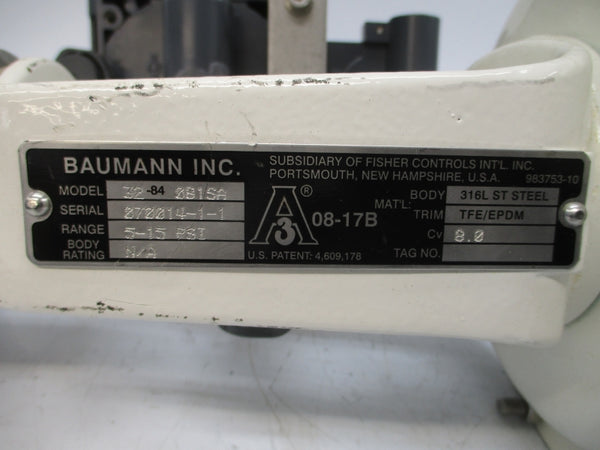 BAUMANN INC.
SUBSIDIARY OF FISHER CONTROLS INT'L. INC.
PORTSMOUTH, NEW HAMPSHIRE, U.S.A. 983753-10
MODEL 32-84 081SA
SERIAL 070014-1-1
RANGE 5-15 PSI
BODY RATING N/A
A 3 ®
08-17B
U.S. PATENT: 4,609,178
MAT'L: BODY 316L ST STEEL
TRIM TFE/EPDM
Cv 8.0
TAG NO.